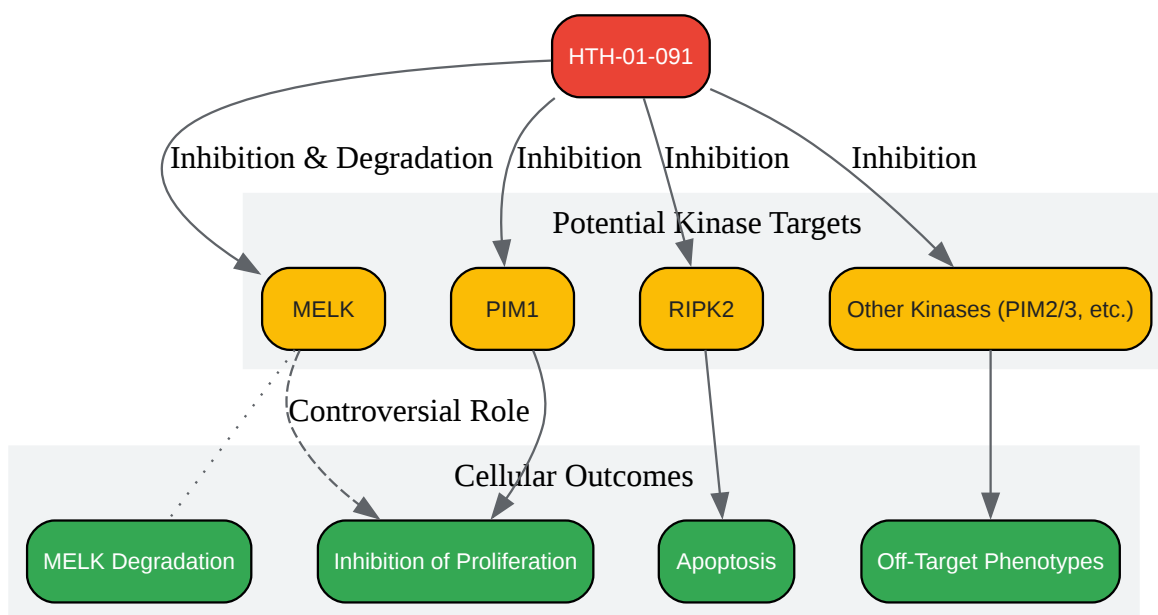 HTH-01-091
Inhibition & Degradation
Inhibition
Inhibition
Inhibition
Potential Kinase Targets
MELK
PIM1
RIPK2
Other Kinases (PIM2/3, etc.)
Controversial Role
Cellular Outcomes
MELK Degradation
Inhibition of Proliferation
Apoptosis
Off-Target Phenotypes